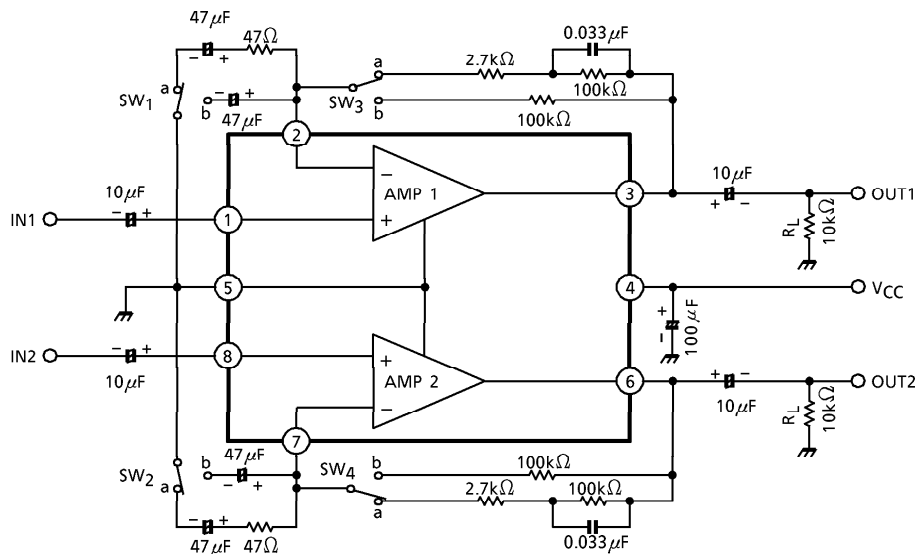 47µF
47Ω
0.033µF
2.7kΩ
a
100kΩ
SW3
b
100kΩ
a
SW1
b
- +
47µF
2
10µF
- +
IN1
1
AMP 1
- +
3
10µF
+ -
OUT1
RL
10kΩ
5
4
VCC
+ -
100µF
IN2
- +
10µF
8
AMP 2
+ -
6
+ -
10µF
OUT2
RL
10kΩ
7
SW2
b
a
47µF
- +
SW4
b
a
100kΩ
2.7kΩ
100kΩ
0.033µF
- +
47µF
47Ω